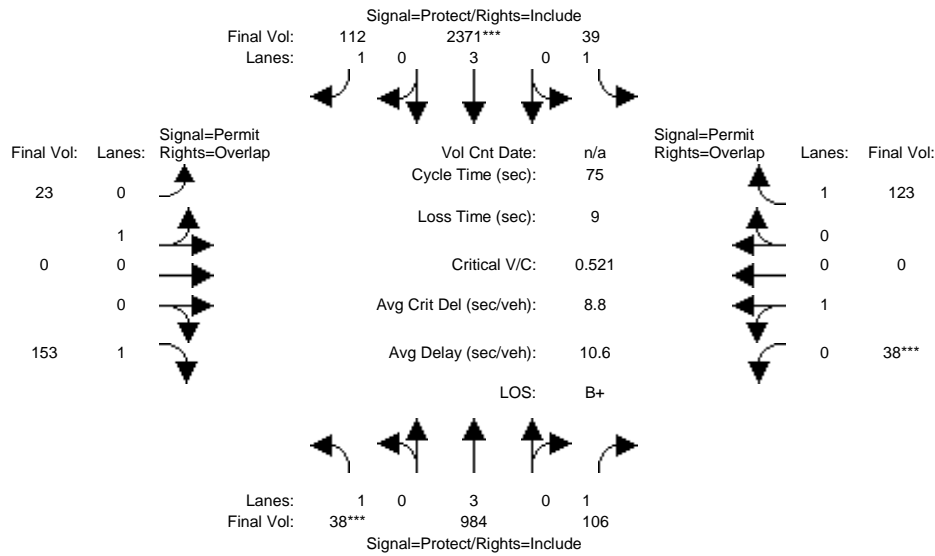 Signal=Protect/Rights=Include
Final Vol: 112 2371*** 39
Lanes: 1 0 3 0 1
Signal=Permit Signal=Permit
Final Vol: Lanes: Rights=Overlap Vol Cnt Date: n/a Rights=Overlap Lanes: Final Vol:
Cycle Time (sec): 75
23 0 1 123
Loss Time (sec): 9
1 0
0 0 Critical V/C: 0.521 0 0
0 Avg Crit Del (sec/veh): 8.8 1
153 1 Avg Delay (sec/veh): 10.6 0 38***
LOS: B+
Lanes: 1 0 3 0 1
Final Vol: 38*** 984 106
Signal=Protect/Rights=Include